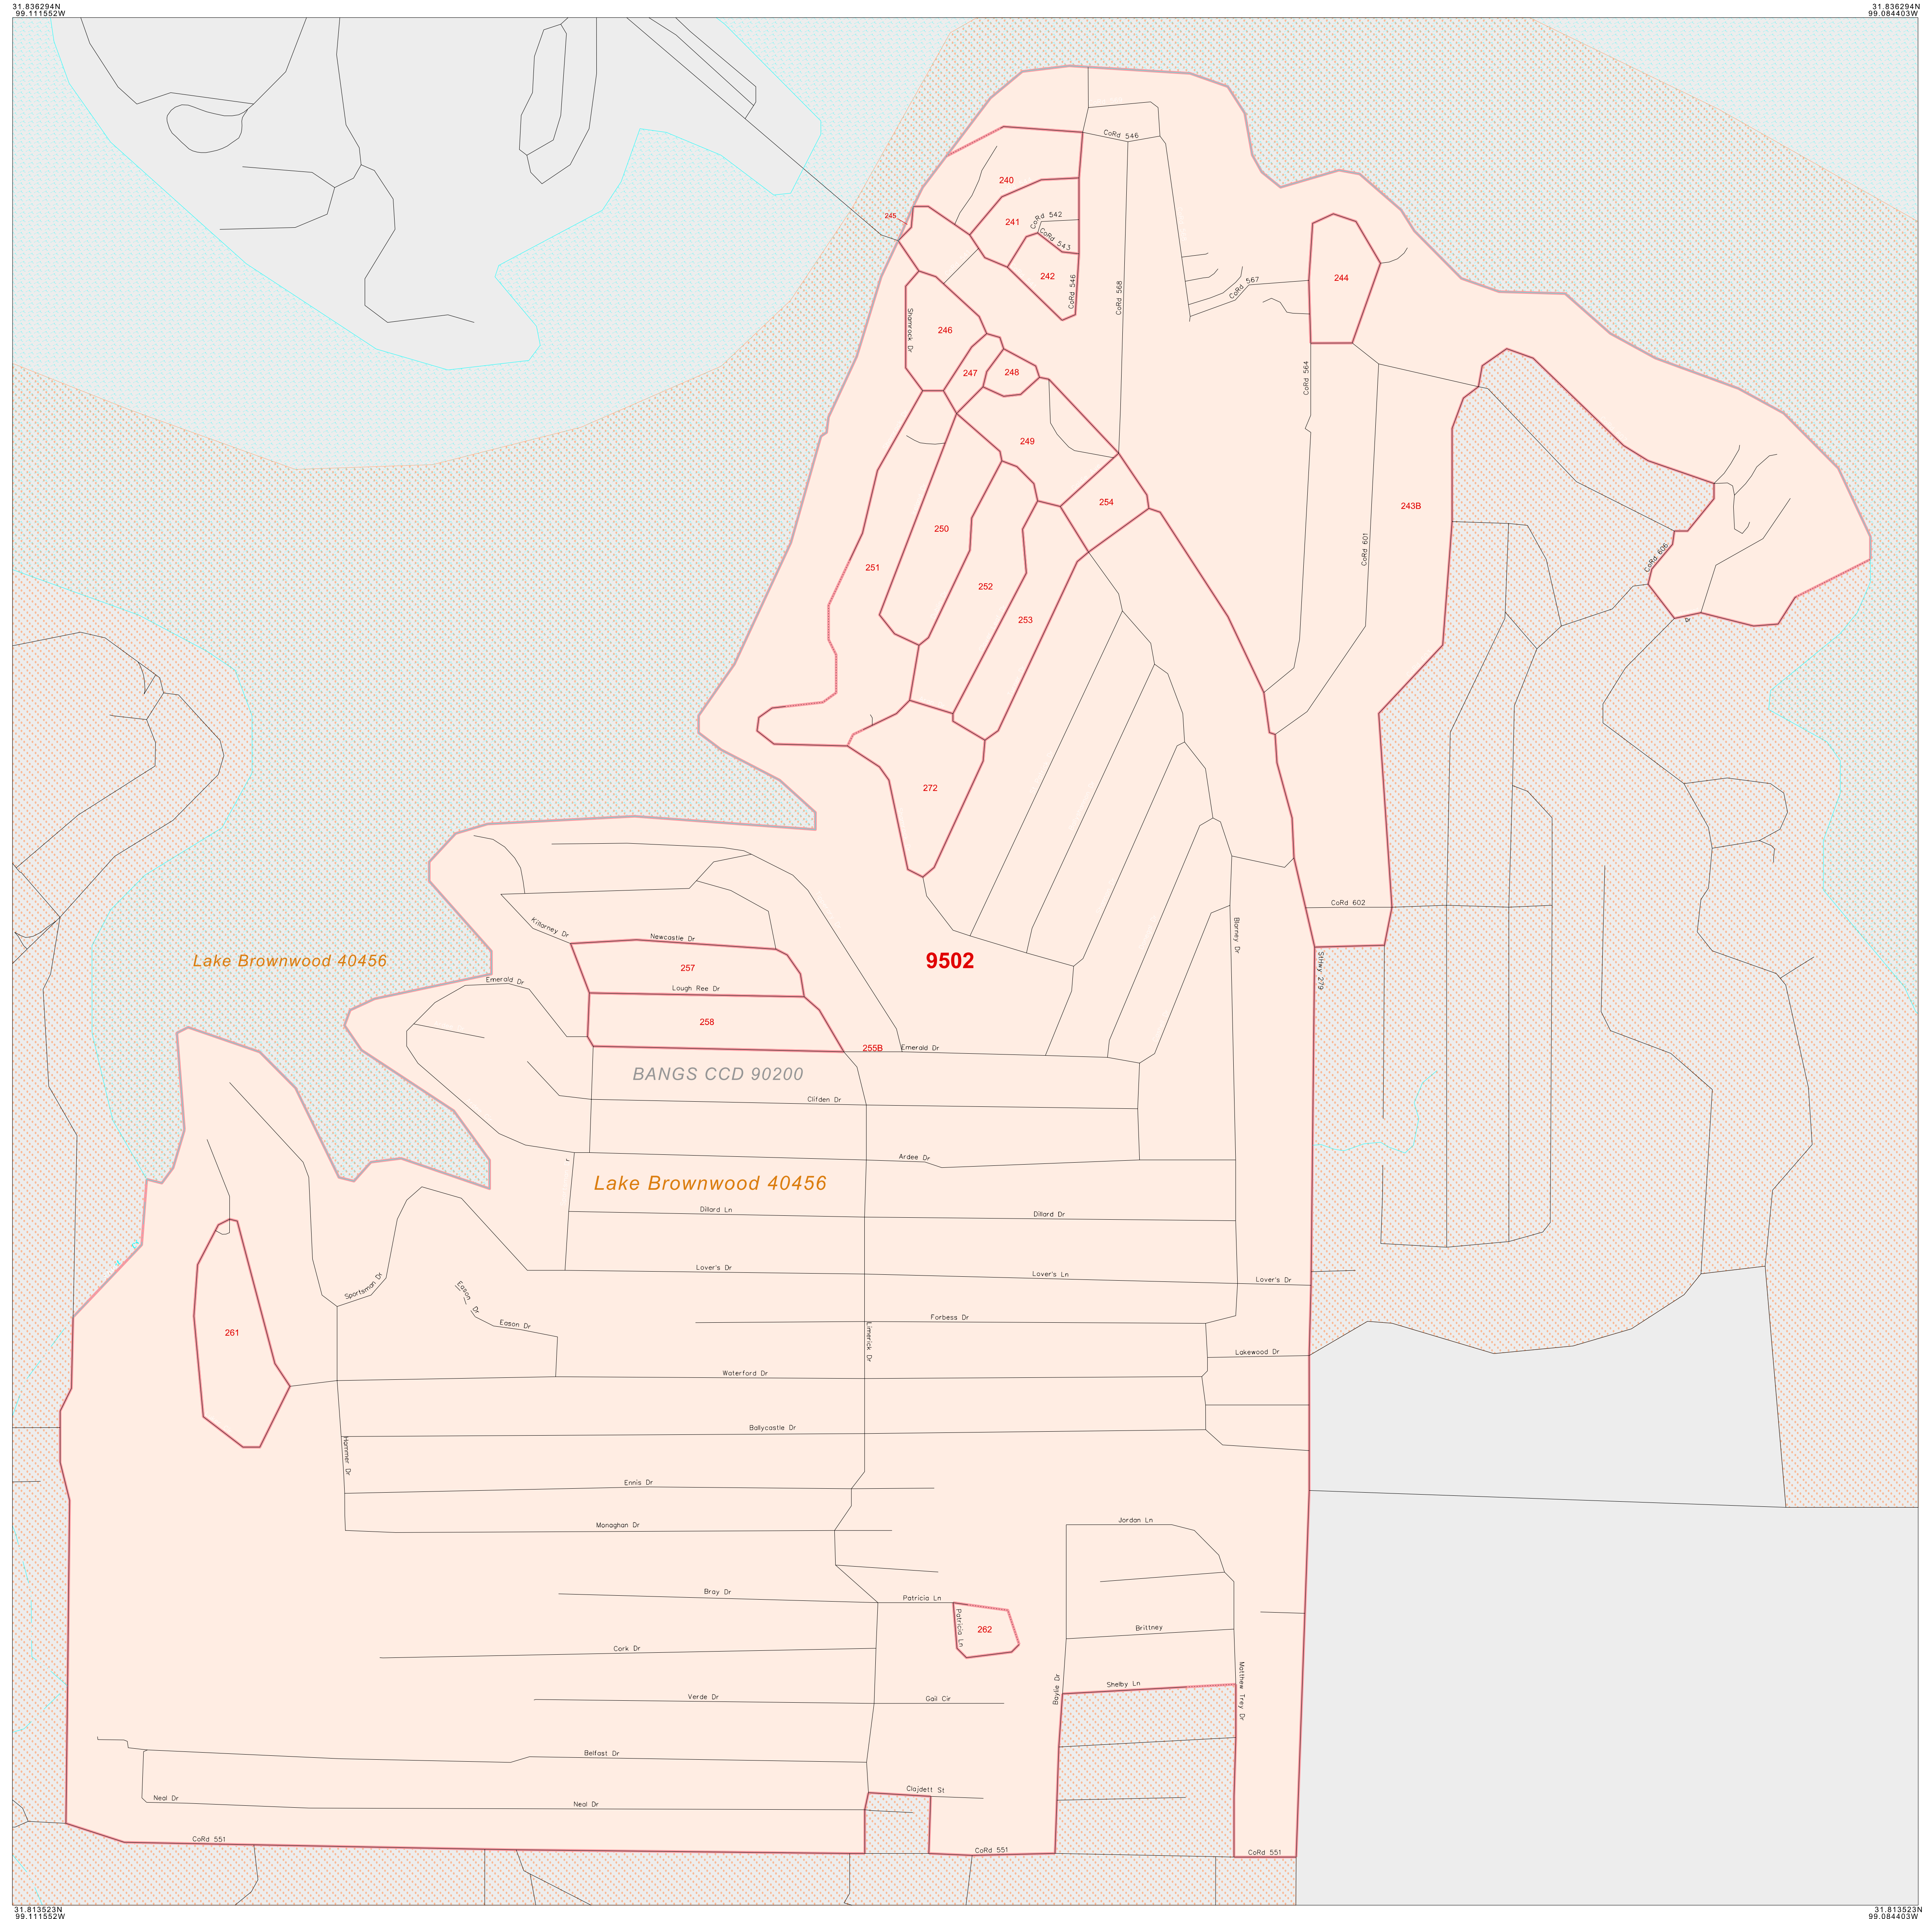 31.836294N
99.111552W
31.836294N
99.084403W
CoRd 546
240
245
241
CoRd 542
CoRd 543
242
CoRd 546
CoRd 568
CoRd 567
244
246
Shamrock Dr
247
248
CoRd 564
249
243B
254
250
CoRd 601
251
252
CoRd 606
253
272
CoRd 602
Killarney Dr
Newcastle Dr
Blarney Dr
9502
Lake Brownwood 40456
257
StHwy 279
Emerald Dr
Lough Ree Dr
258
255B
Emerald Dr
BANGS CCD 90200
Clifden Dr
Ardee Dr
Lake Brownwood 40456
Dillard Ln
Dillard Dr
Lover's Dr
Lover's Ln
Lover's Dr
Sportsman Dr
Eason Dr
Eason Dr
Forbess Dr
261
Limerick Dr
Lakewood Dr
Waterford Dr
Ballycastle Dr
Hammer Dr
Ennis Dr
Monaghan Dr
Jordan Ln
Bray Dr
Patricia Ln
Patricia Ln
262
Brittney
Cork Dr
Baylie Dr
Shelby Ln
Matthew Trey Dr
Verde Dr
Gail Cir
Belfast Dr
Neal Dr
Neal Dr
Clajdett St
CoRd 551
CoRd 551
CoRd 551
31.813523N
99.111552W
31.813523N
99.084403W